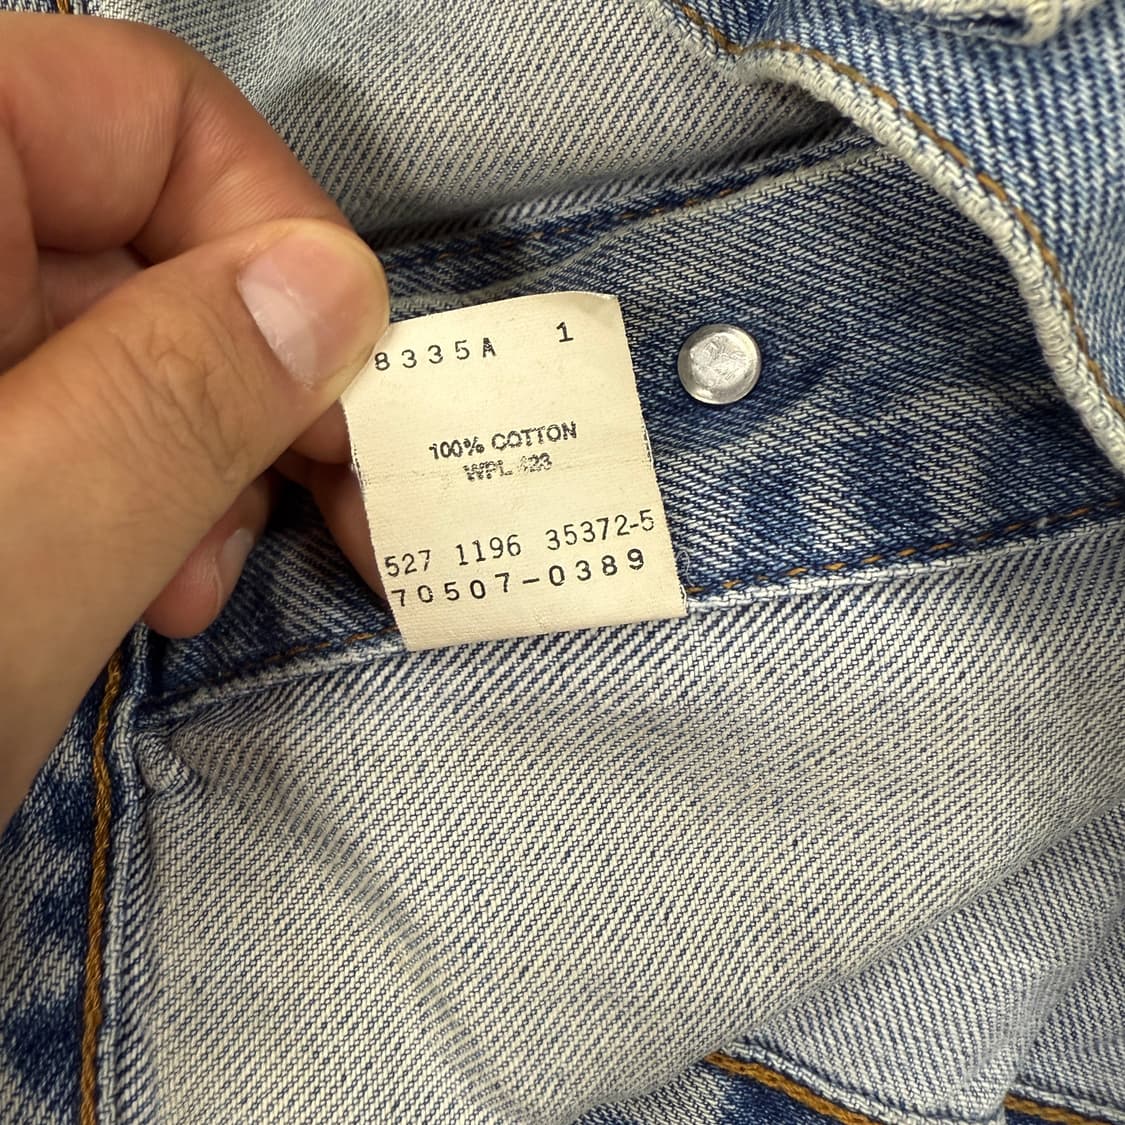 8335A 1
100% COTTON
WPL 423
527 1196 35372-5
70507-0389